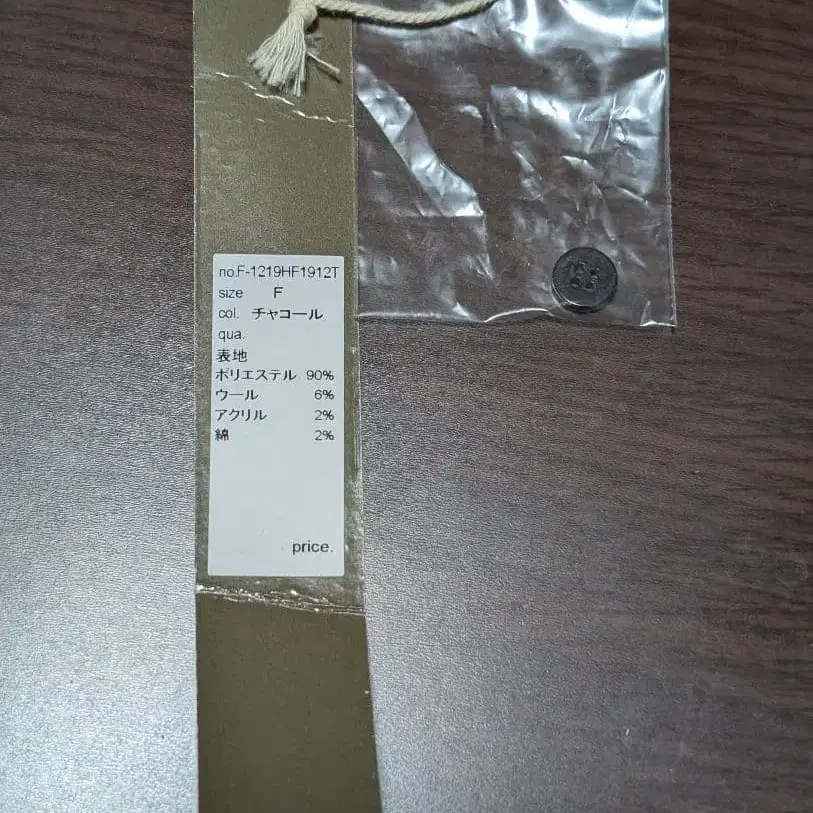 no.F-1219HF1912T
size F
col. チャコール
qua.
表地
ポリエステル 90%
ウール 6%
アクリル 2%
綿 2%
price.